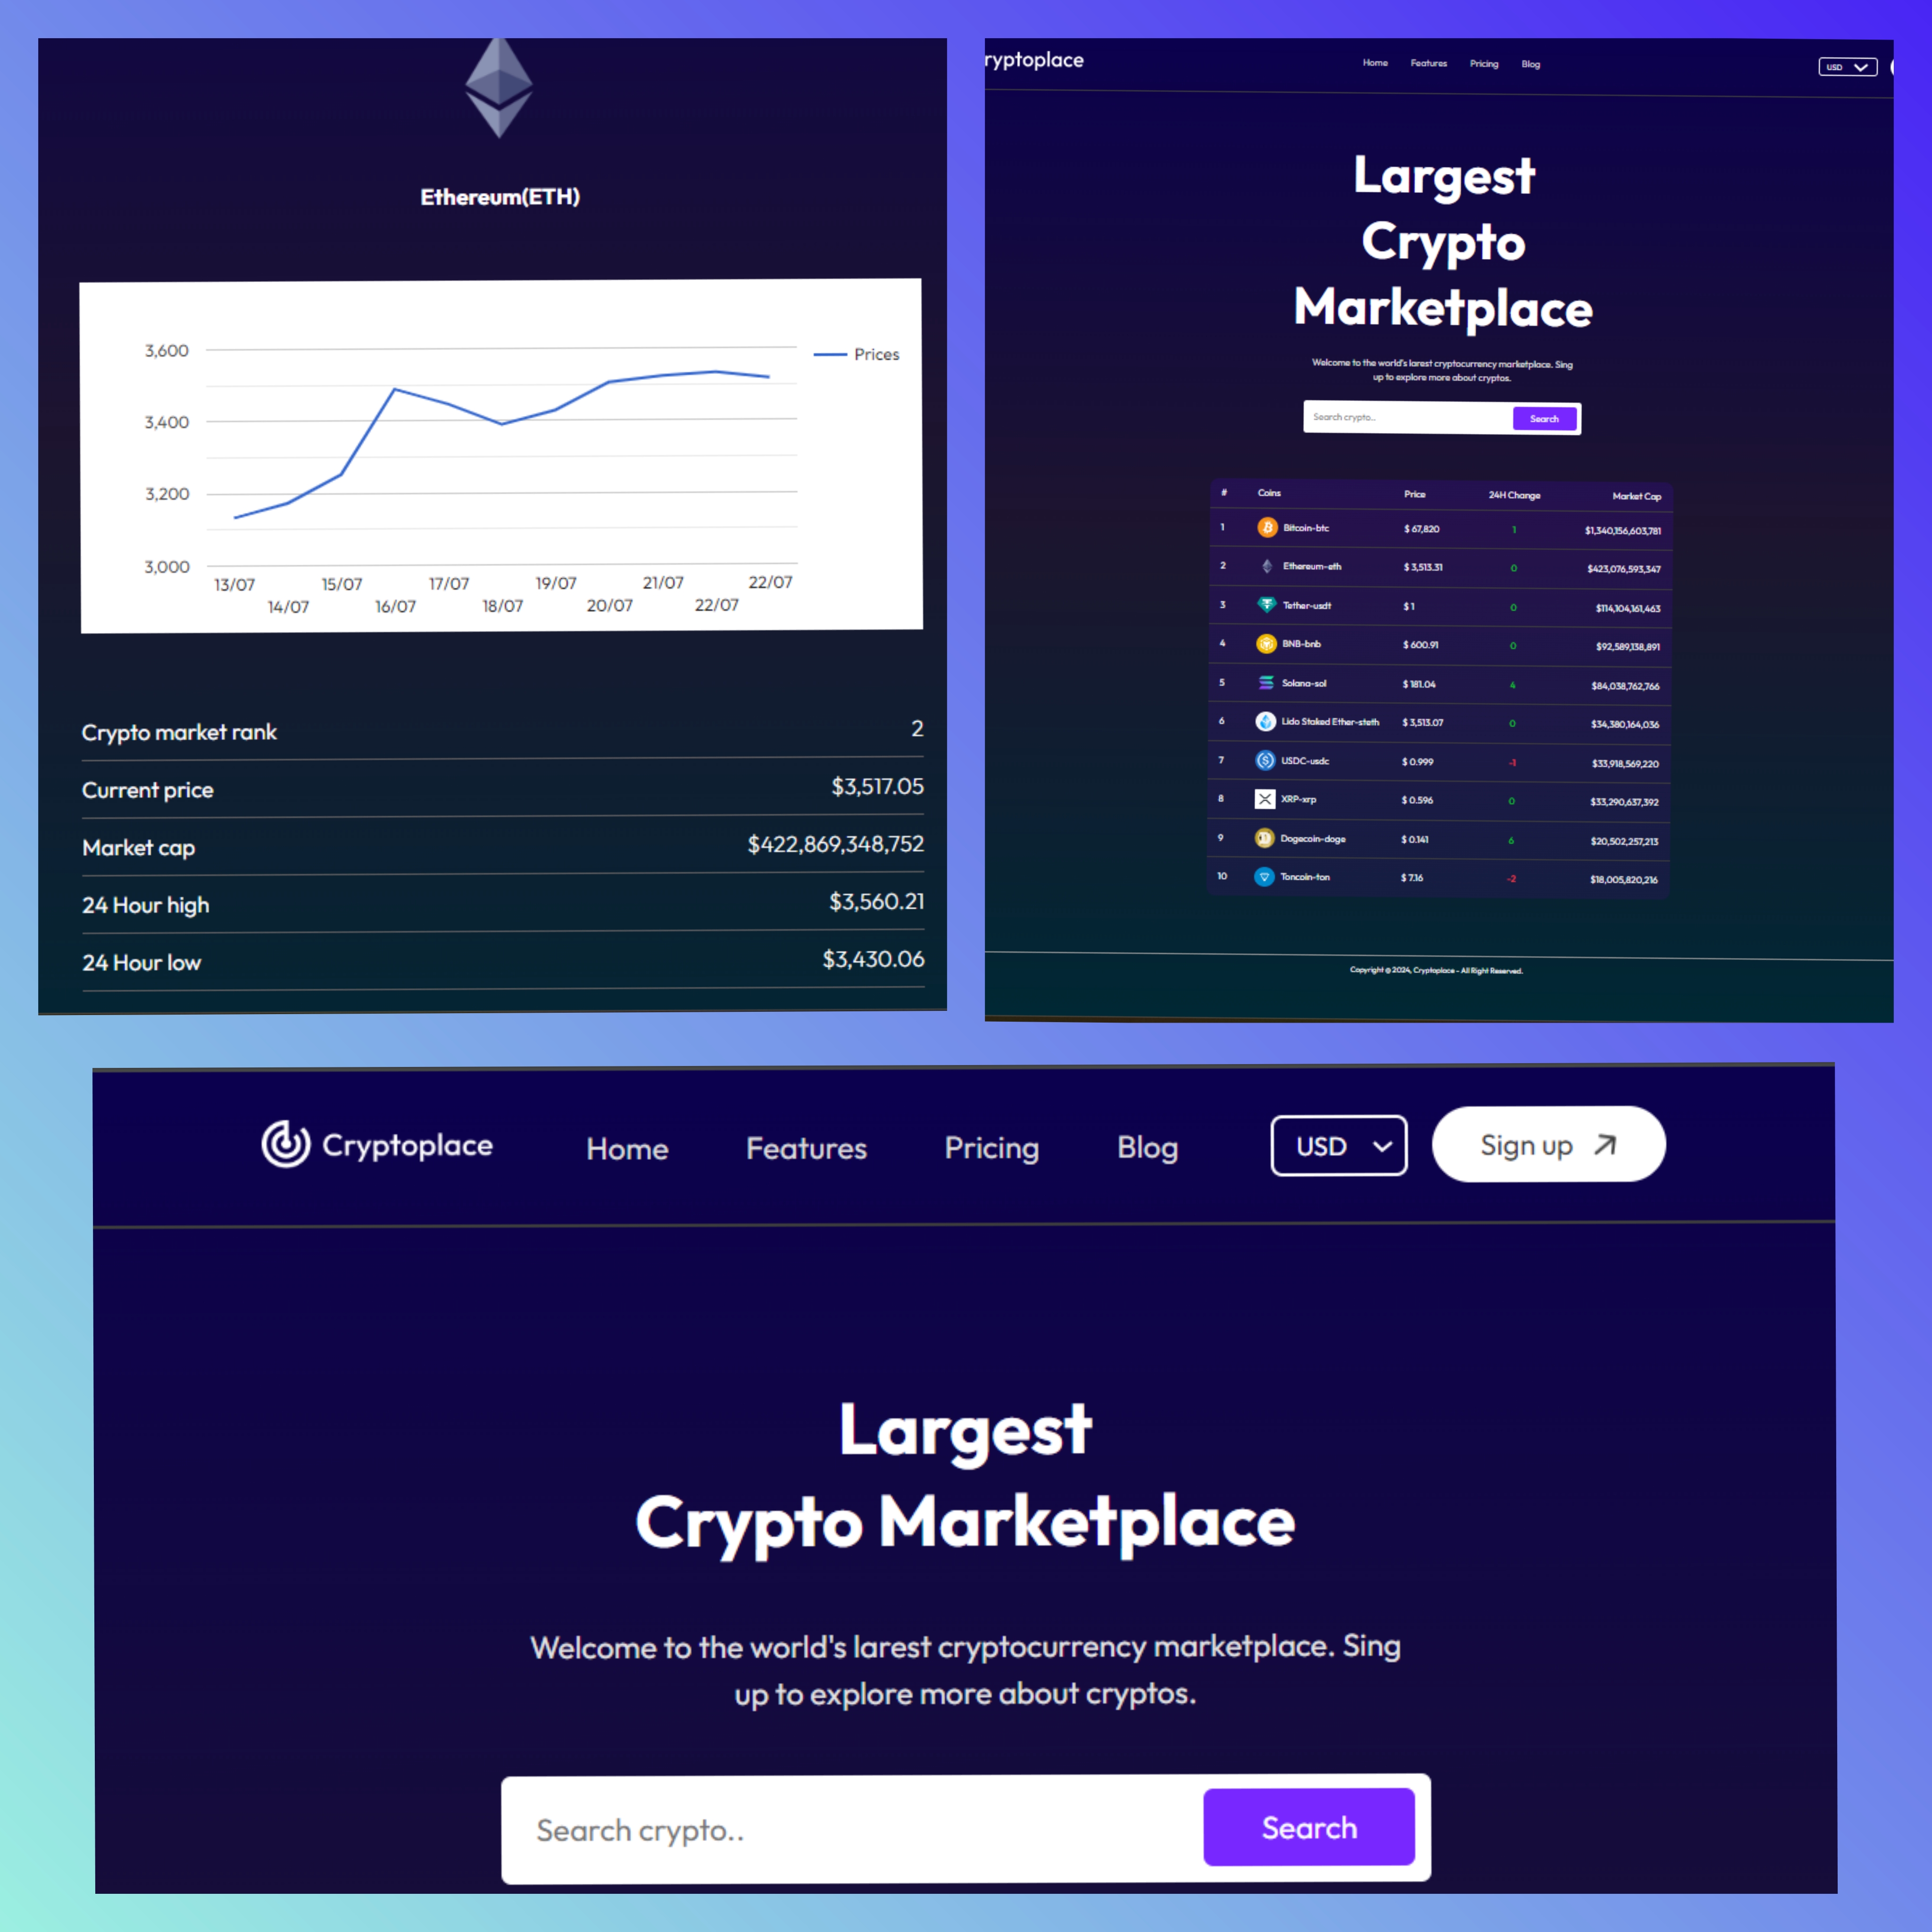 Ethereum(ETH)
3,600
3,400
3,200
3,000
Prices
13/07
14/07
15/07
16/07
17/07
18/07
19/07
20/07
21/07
22/07
22/07
Crypto market rank 2
Current price $3,517.05
Market cap $422,869,348,752
24 Hour high $3,560.21
24 Hour low $3,430.06
ryptoplace Home Features Pricing Blog USD
Largest
Crypto
Marketplace
Welcome to the world's larest cryptocurrency marketplace. Sing
up to explore more about cryptos.
Search crypto.. Search
# Coins Price 24H Change Market Cap
1 Bitcoin-btc $ 67,820 1 $1,340,156,603,781
2 Ethereum-eth $ 3,513.31 0 $423,076,593,347
3 Tether-usdt $ 1 0 $114,104,161,463
4 BNB-bnb $ 600.91 0 $92,589,138,891
5 Solana-sol $ 181.04 4 $84,038,762,766
6 Lido Staked Ether-steth $ 3,513.07 0 $34,380,164,036
7 USDC-usdc $ 0.999 -1 $33,918,569,220
8 XRP-xrp $ 0.596 0 $33,290,637,392
9 Dogecoin-doge $ 0.141 6 $20,502,257,213
10 Toncoin-ton $ 7.16 -2 $18,005,820,216
Copyright @ 2024, Cryptoplace - All Right Reserved.
Cryptoplace Home Features Pricing Blog USD Sign up
Largest
Crypto Marketplace
Welcome to the world's larest cryptocurrency marketplace. Sing
up to explore more about cryptos.
Search crypto.. Search